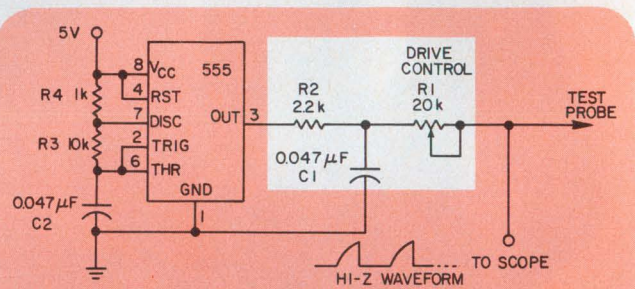 5V
8 VCC 555
4 RST
R4 1k
7 DISC
R3 10k
2 TRIG
6 THR
OUT 3
GND
1
0.047µF
C2
R2
2.2k
0.047µF
C1
DRIVE
CONTROL
R1
20k
TEST
PROBE
TO SCOPE
HI-Z WAVEFORM